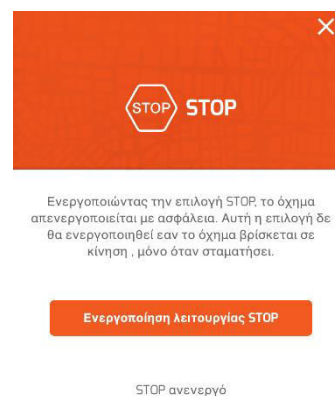 STOP STOP
Ενεργοποιώντας την επιλογή STOP, το όχημα
απενεργοποιείται με ασφάλεια. Αυτή η επιλογή δε
θα ενεργοποιηθεί εαν το όχημα βρίσκεται σε
κίνηση , μόνο όταν σταματήσει.
Ενεργοποίηση λειτουργίας STOP
STOP ανενεργό